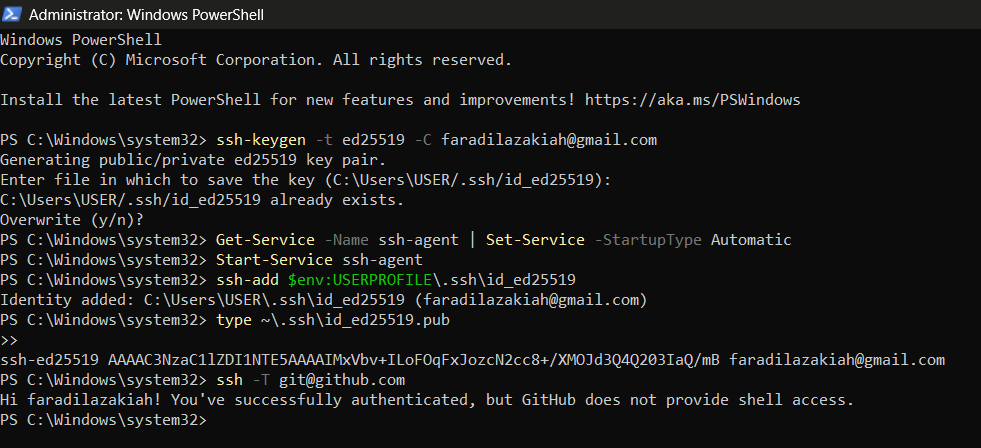 Administrator: Windows PowerShell
Windows PowerShell
Copyright (C) Microsoft Corporation. All rights reserved.
Install the latest PowerShell for new features and improvements! https://aka.ms/PSWindows
PS C:\Windows\system32> ssh-keygen -t ed25519 -C faradilazakiah@gmail.com
Generating public/private ed25519 key pair.
Enter file in which to save the key (C:\Users\USER/.ssh/id_ed25519):
C:\Users\USER/.ssh/id_ed25519 already exists.
Overwrite (y/n)?
PS C:\Windows\system32> Get-Service -Name ssh-agent | Set-Service -StartupType Automatic
PS C:\Windows\system32> Start-Service ssh-agent
PS C:\Windows\system32> ssh-add $env:USERPROFILE\.ssh\id_ed25519
Identity added: C:\Users\USER\.ssh\id_ed25519 (faradilazakiah@gmail.com)
PS C:\Windows\system32> type ~\.ssh\id_ed25519.pub
>>
ssh-ed25519 AAAAC3NzaC1lZDI1NTE5AAAAIMxVbv+ILoFOqFxJozcN2cc8+/XMOJd3Q4Q203IaQ/mB faradilazakiah@gmail.com
PS C:\Windows\system32> ssh -T git@github.com
Hi faradilazakiah! You've successfully authenticated, but GitHub does not provide shell access.
PS C:\Windows\system32>